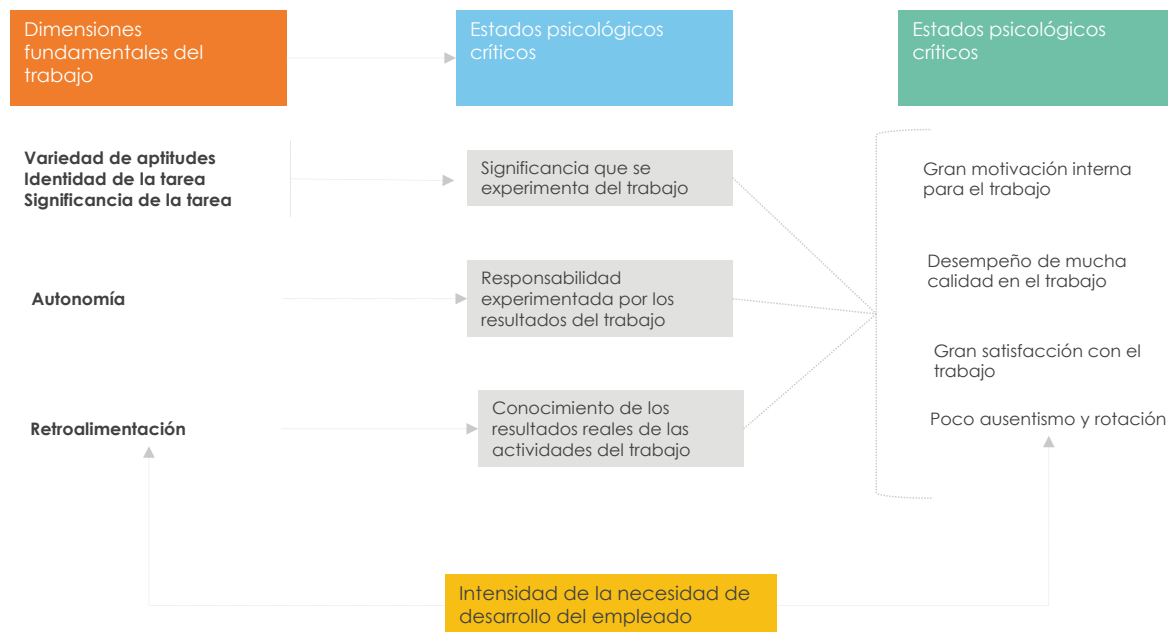 Dimensiones
fundamentales del
trabajo
Estados psicológicos
críticos
Estados psicológicos
críticos
Variedad de aptitudes
Identidad de la tarea
Significancia de la tarea
Significancia que se
experimenta del trabajo
Gran motivación interna
para el trabajo
Autonomía
Responsabilidad
experimentada por los
resultados del trabajo
Desempeño de mucha
calidad en el trabajo
Gran satisfacción con el
trabajo
Retroalimentación
Conocimiento de los
resultados reales de las
actividades del trabajo
Poco ausentismo y rotación
Intensidad de la necesidad de
desarrollo del empleado